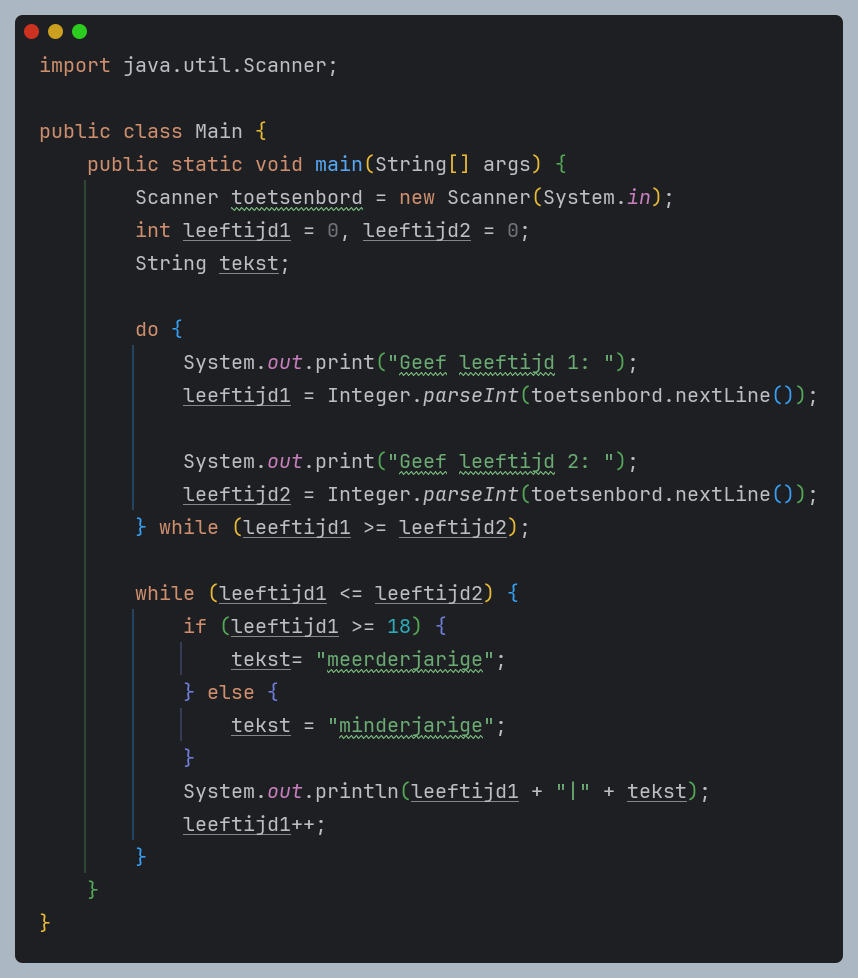 import java.util.Scanner;

public class Main {
    public static void main(String[] args) {
        Scanner toetsenbord = new Scanner(System.in);
        int leeftijd1 = 0, leeftijd2 = 0;
        String tekst;

        do {
            System.out.print("Geef leeftijd 1: ");
            leeftijd1 = Integer.parseInt(toetsenbord.nextLine());

            System.out.print("Geef leeftijd 2: ");
            leeftijd2 = Integer.parseInt(toetsenbord.nextLine());
        } while (leeftijd1 >= leeftijd2);

        while (leeftijd1 <= leeftijd2) {
            if (leeftijd1 >= 18) {
                tekst= "meerderjarige";
            } else {
                tekst = "minderjarige";
            }
            System.out.println(leeftijd1 + "|" + tekst);
            leeftijd1++;
        }
    }
}